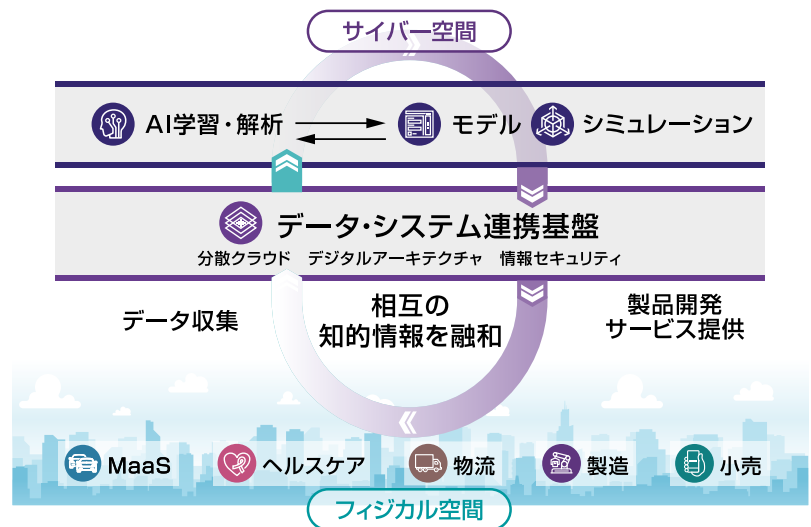 サイバー空間
AI学習・解析
モデル
シミュレーション
データ・システム連携基盤
分散クラウド デジタルアーキテクチャ 情報セキュリティ
データ収集
相互の
知的情報を融和
製品開発
サービス提供
MaaS
ヘルスケア
物流
製造
小売
フィジカル空間